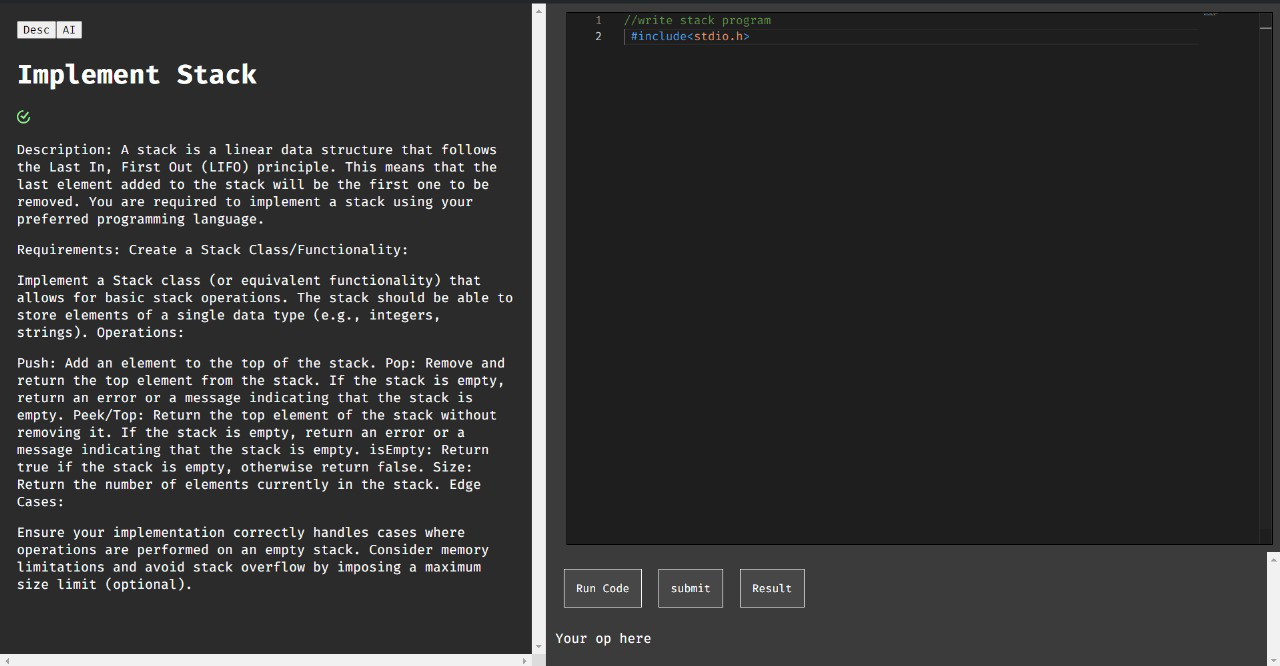 Desc AI
Implement Stack
Description: A stack is a linear data structure that follows
the Last In, First Out (LIFO) principle. This means that the
last element added to the stack will be the first one to be
removed. You are required to implement a stack using your
preferred programming language.
Requirements: Create a Stack Class/Functionality:
Implement a Stack class (or equivalent functionality) that
allows for basic stack operations. The stack should be able to
store elements of a single data type (e.g., integers,
strings). Operations:
Push: Add an element to the top of the stack. Pop: Remove and
return the top element from the stack. If the stack is empty,
return an error or a message indicating that the stack is
empty. Peek/Top: Return the top element of the stack without
removing it. If the stack is empty, return an error or a
message indicating that the stack is empty. isEmpty: Return
true if the stack is empty, otherwise return false. Size:
Return the number of elements currently in the stack. Edge
Cases:
Ensure your implementation correctly handles cases where
operations are performed on an empty stack. Consider memory
limitations and avoid stack overflow by imposing a maximum
size limit (optional).
1 //write stack program
2 #include<stdio.h>
Run Code submit Result
Your op here